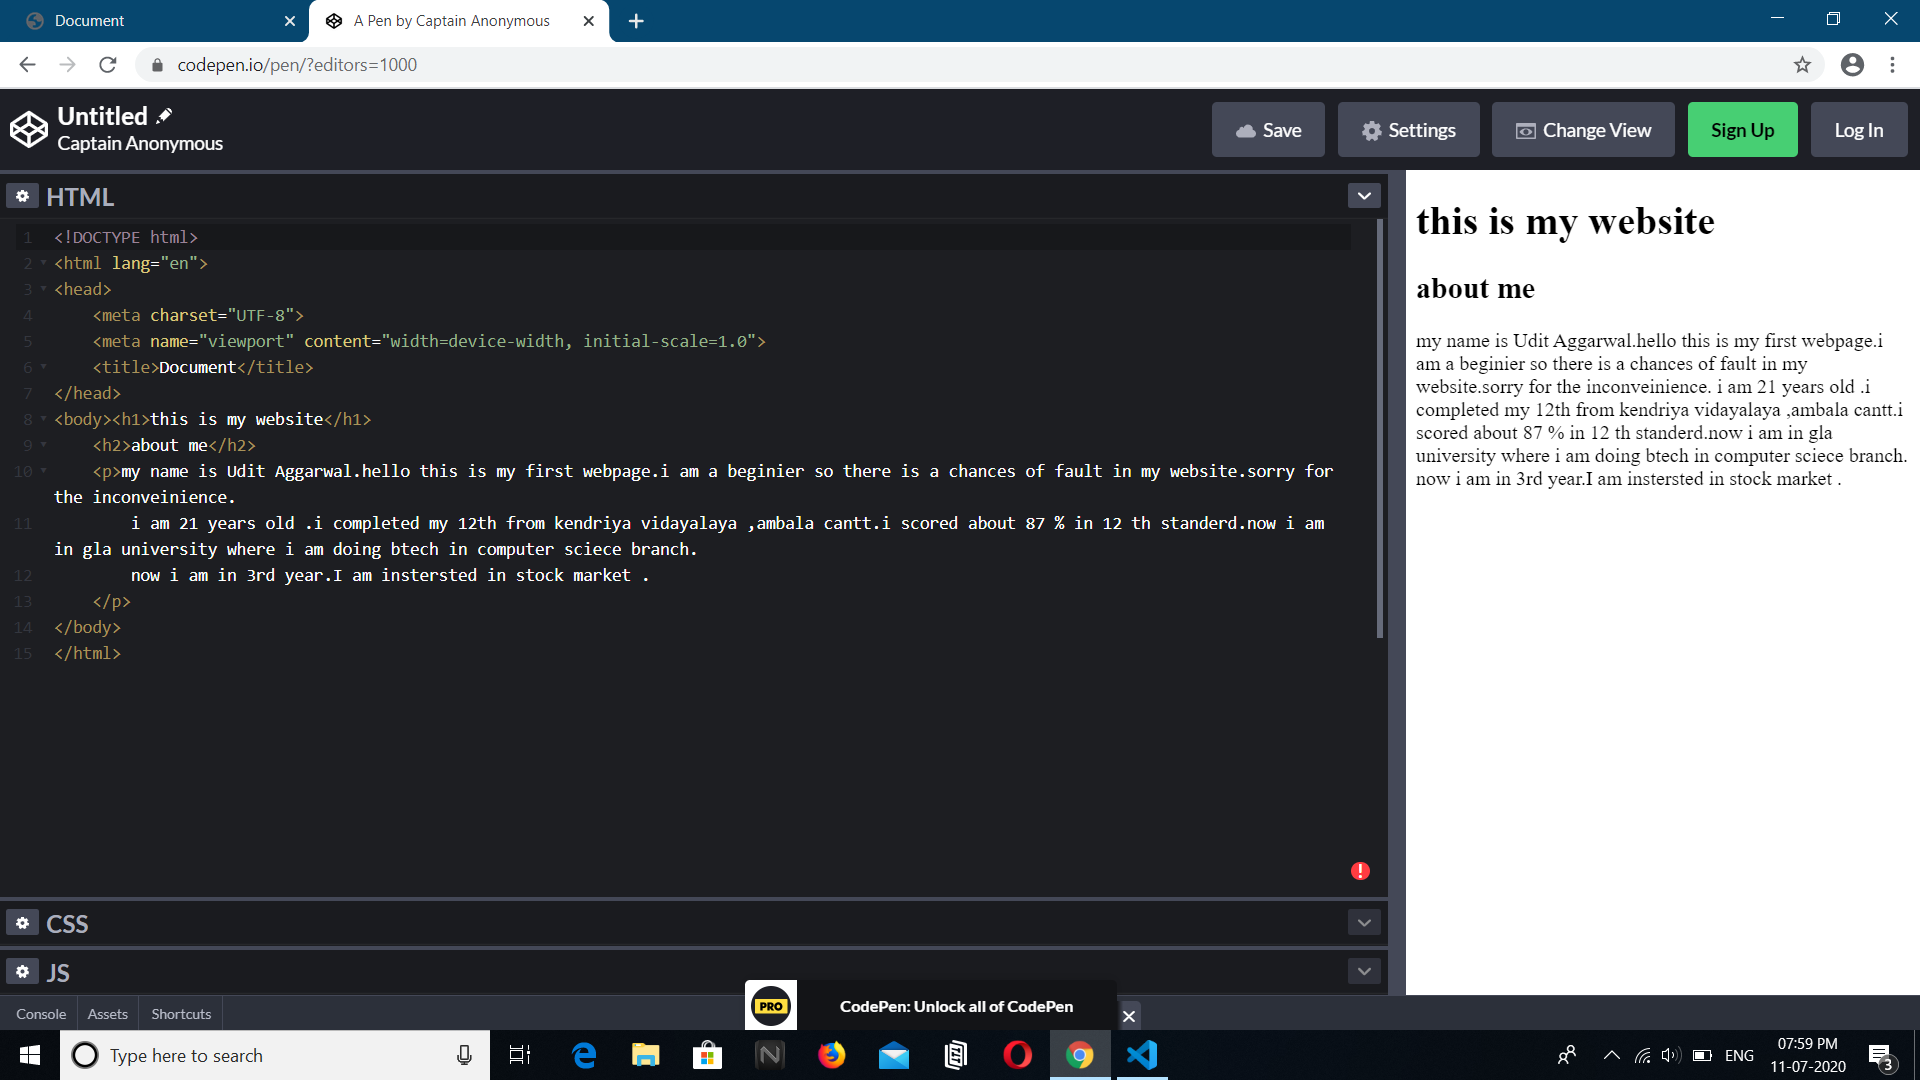 Document
A Pen by Captain Anonymous
codepen.io/pen/?editors=1000
Untitled
Captain Anonymous
Save
Settings
Change View
Sign Up
Log In
HTML
1 <!DOCTYPE html>
2 <html lang="en">
3 <head>
4 <meta charset="UTF-8">
5 <meta name="viewport" content="width=device-width, initial-scale=1.0">
6 <title>Document</title>
7 </head>
8 <body><h1>this is my website</h1>
9 <h2>about me</h2>
10 <p>my name is Udit Aggarwal.hello this is my first webpage.i am a beginier so there is a chances of fault in my website.sorry for
the inconveinience.
11 i am 21 years old .i completed my 12th from kendriya vidayalaya ,ambala cantt.i scored about 87 % in 12 th standerd.now i am
in gla university where i am doing btech in computer sciece branch.
12 now i am in 3rd year.I am instersted in stock market .
13 </p>
14 </body>
15 </html>
this is my website
about me
my name is Udit Aggarwal.hello this is my first webpage.i
am a beginier so there is a chances of fault in my
website.sorry for the inconveinience. i am 21 years old .i
completed my 12th from kendriya vidayalaya ,ambala cantt.i
scored about 87 % in 12 th standerd.now i am in gla
university where i am doing btech in computer sciece branch.
now i am in 3rd year.I am instersted in stock market .
CSS
JS
Console
Assets
Shortcuts
PRO
CodePen: Unlock all of CodePen
Type here to search
ENG
07:59 PM
11-07-2020
3